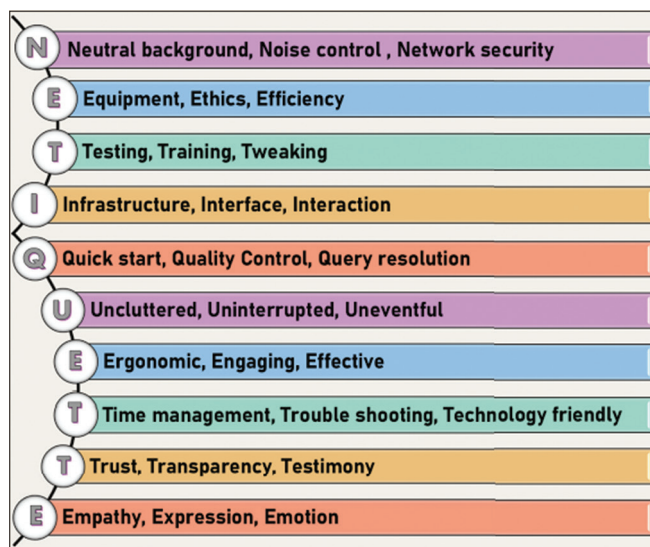 N Neutral background, Noise control , Network security
E Equipment, Ethics, Efficiency
T Testing, Training, Tweaking
I Infrastructure, Interface, Interaction
Q Quick start, Quality Control, Query resolution
U Uncluttered, Uninterrupted, Uneventful
E Ergonomic, Engaging, Effective
T Time management, Trouble shooting, Technology friendly
T Trust, Transparency, Testimony
E Empathy, Expression, Emotion